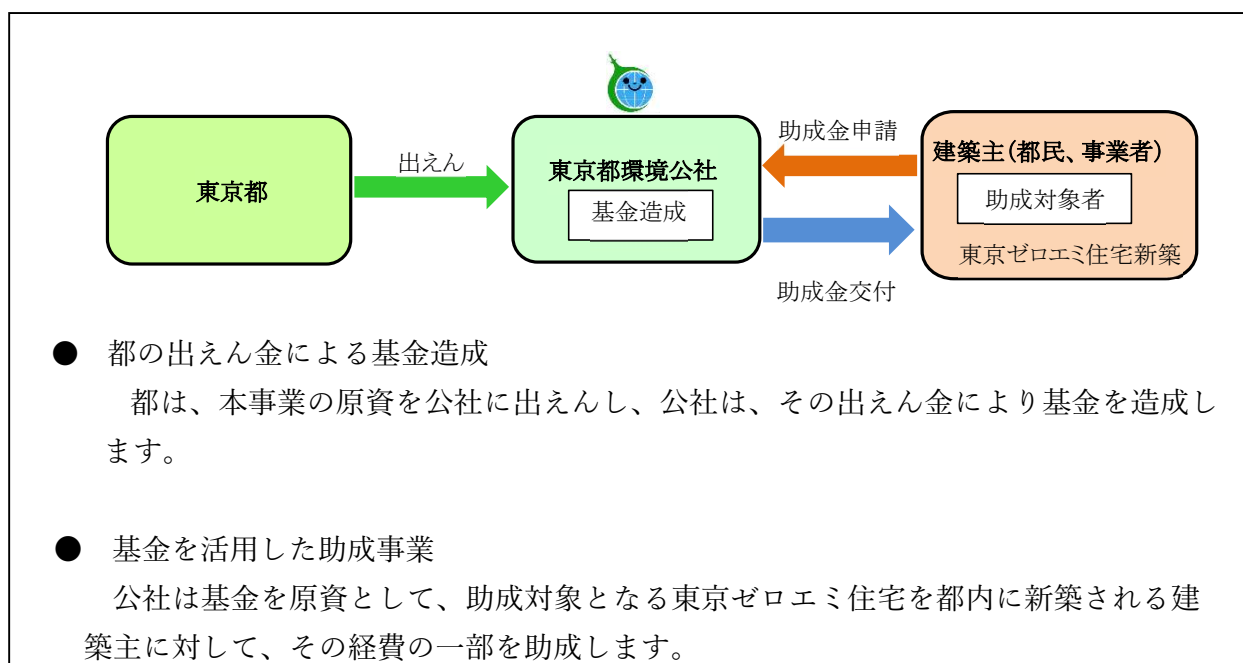 東京都
出えん
東京都環境公社
基金造成
助成金申請
助成金交付
建築主(都民、事業者)
助成対象者
東京ゼロエミ住宅新築
● 都の出えん金による基金造成
都は、本事業の原資を公社に出えんし、公社は、その出えん金により基金を造成し
ます。
● 基金を活用した助成事業
公社は基金を原資として、助成対象となる東京ゼロエミ住宅を都内に新築される建
築主に対して、その経費の一部を助成します。